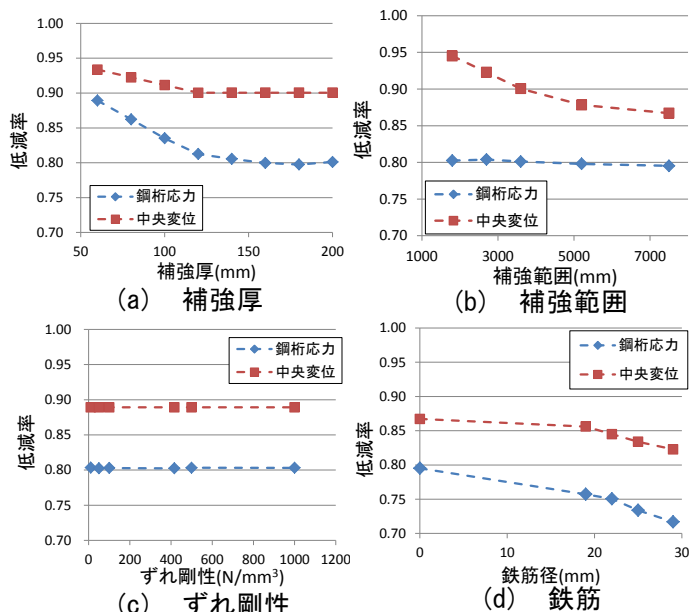 低減率
1.00
0.95
0.90
0.85
0.80
0.75
0.70
鋼桁応力
中央変位
50
100
150
200
補強厚(mm)
(a) 補強厚
低減率
1.00
0.95
0.90
0.85
0.80
0.75
0.70
鋼桁応力
中央変位
1000
3000
5000
7000
補強範囲(mm)
(b) 補強範囲
低減率
1.00
0.95
0.90
0.85
0.80
0.75
0.70
鋼桁応力
中央変位
0
200
400
600
800
1000
1200
ずれ剛性(N/mm³)
(c) ずれ剛性
低減率
1.00
0.95
0.90
0.85
0.80
0.75
0.70
鋼桁応力
中央変位
0
10
20
30
鉄筋径(mm)
(d) 鉄筋